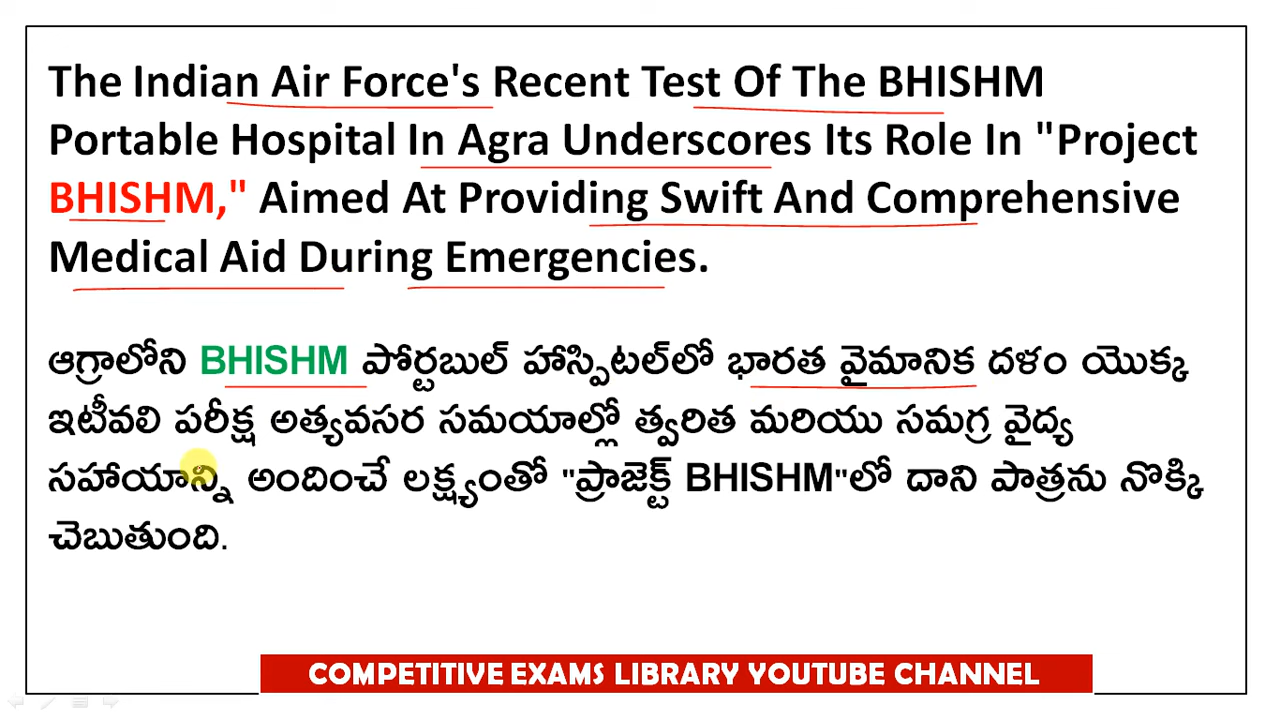 The Indian Air Force's Recent Test Of The BHISHM
Portable Hospital In Agra Underscores Its Role In "Project
BHISHM," Aimed At Providing Swift And Comprehensive
Medical Aid During Emergencies.
ఆగ్రాలోని BHISHM పోర్టబుల్ హాస్పిటల్‌లో భారత వైమానిక దళం యొక్క
ఇటీవలి పరీక్ష అత్యవసర సమయాల్లో త్వరిత మరియు సమగ్ర వైద్య
సహాయాన్ని అందించే లక్ష్యంతో "ప్రాజెక్ట్ BHISHM"లో దాని పాత్రను నొక్కి
చెబుతుంది.
COMPETITIVE EXAMS LIBRARY YOUTUBE CHANNEL